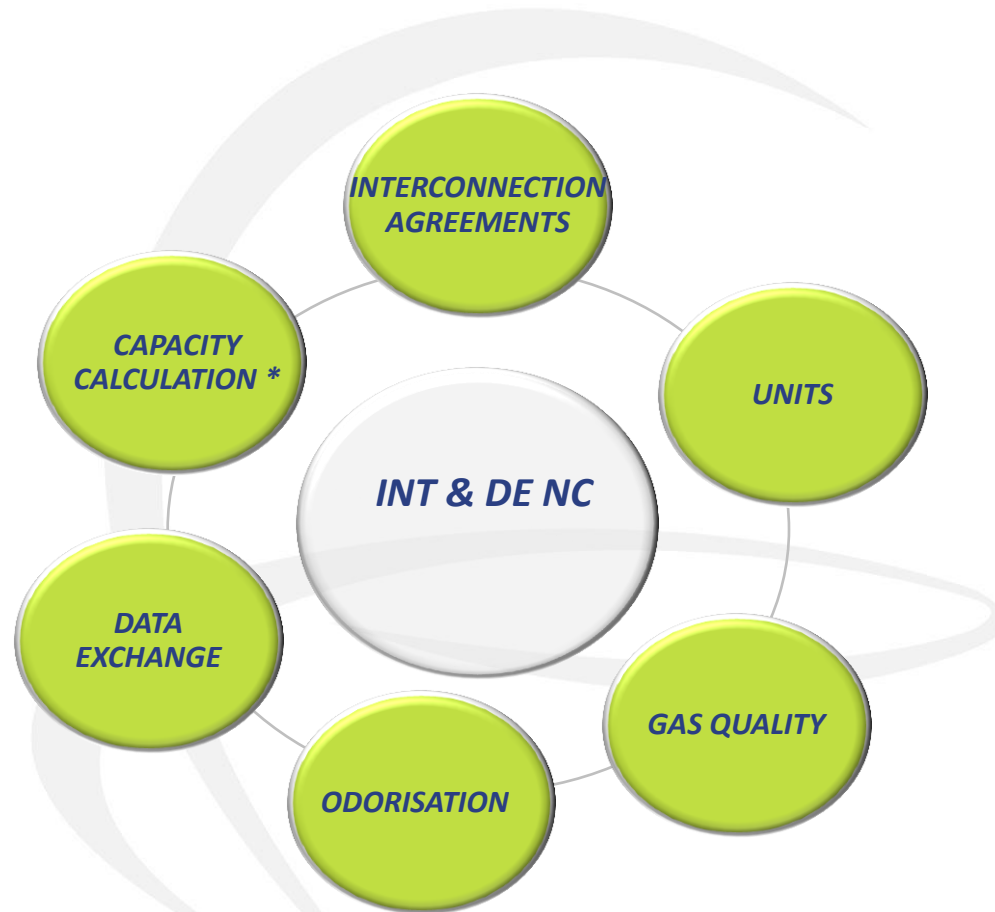 INTERCONNECTION
AGREEMENTS
CAPACITY
CALCULATION *
UNITS
INT & DE NC
DATA
EXCHANGE
GAS QUALITY
ODORISATION